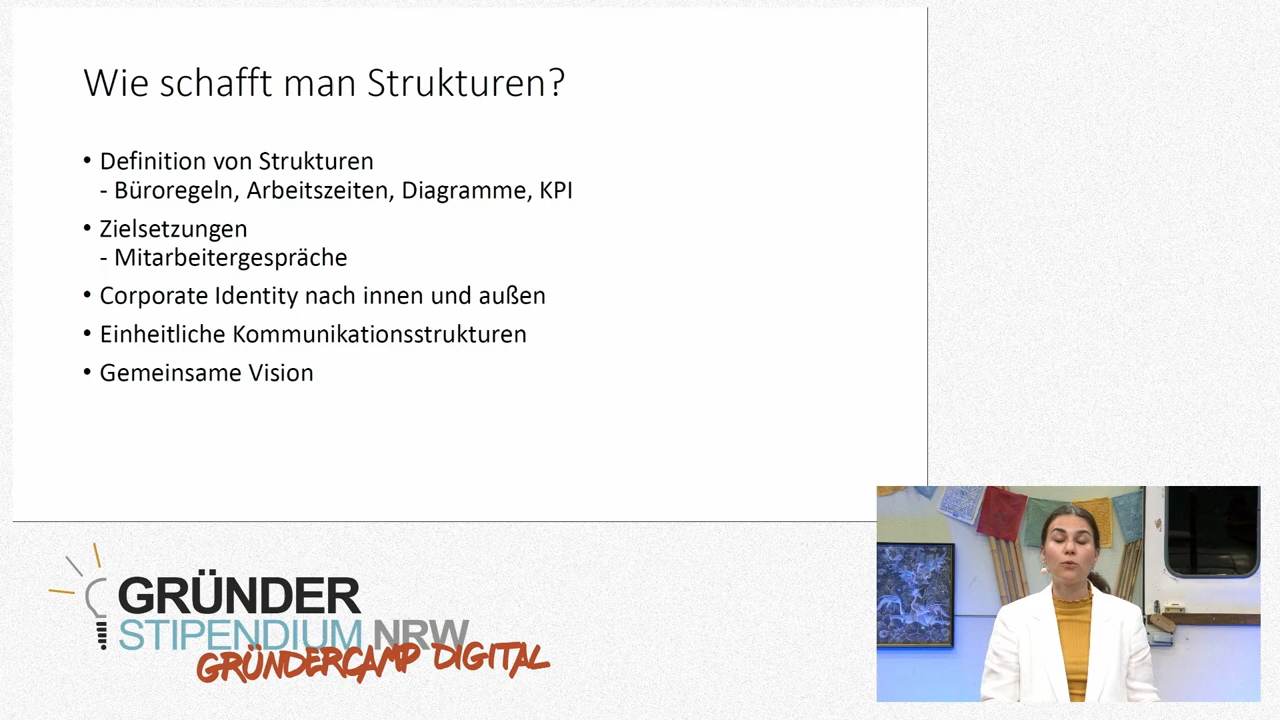 Wie schafft man Strukturen?
• Definition von Strukturen
- Büroregeln, Arbeitszeiten, Diagramme, KPI
• Zielsetzungen
- Mitarbeitergespräche
• Corporate Identity nach innen und außen
• Einheitliche Kommunikationsstrukturen
• Gemeinsame Vision
GRÜNDER
STIPENDIUM NRW
GRÜNDERCAMP DIGITAL